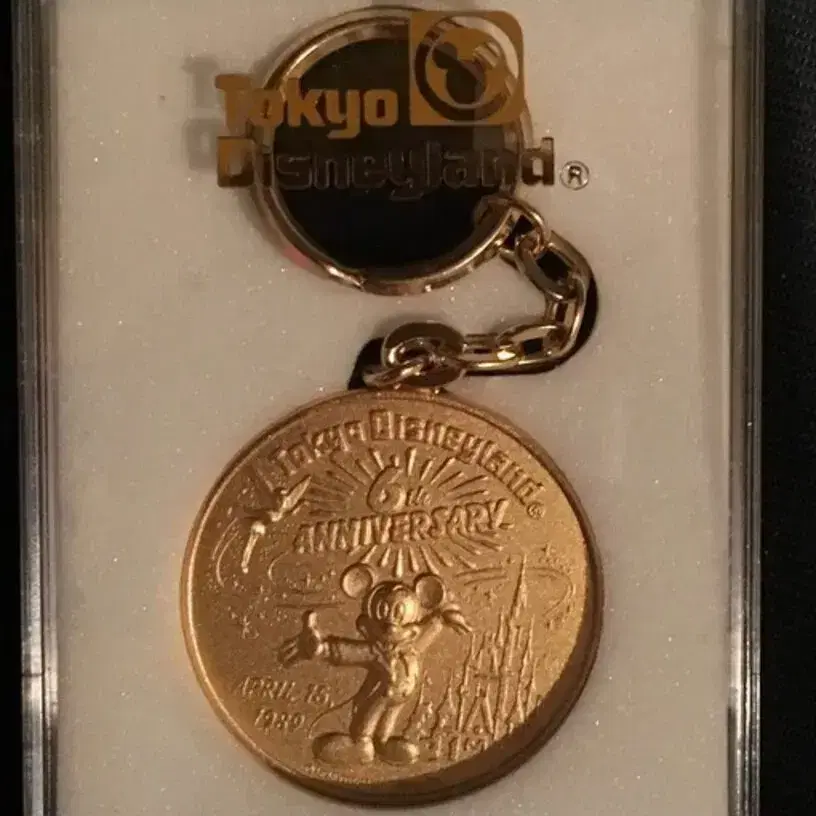 Tokyo
Disneyland®
Tokyo Disneyland®
6th
ANNIVERSARY
APRIL 15,
1989